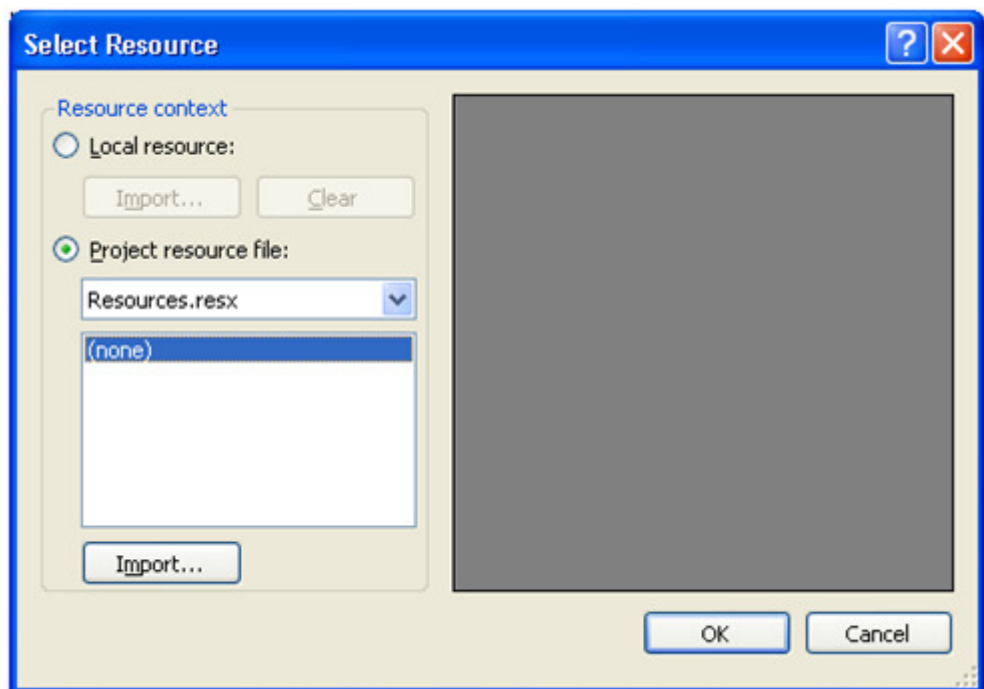 Select Resource
Resource context
Local resource:
Import...
Clear
Project resource file:
Resources.resx
(none)
Import...
OK
Cancel